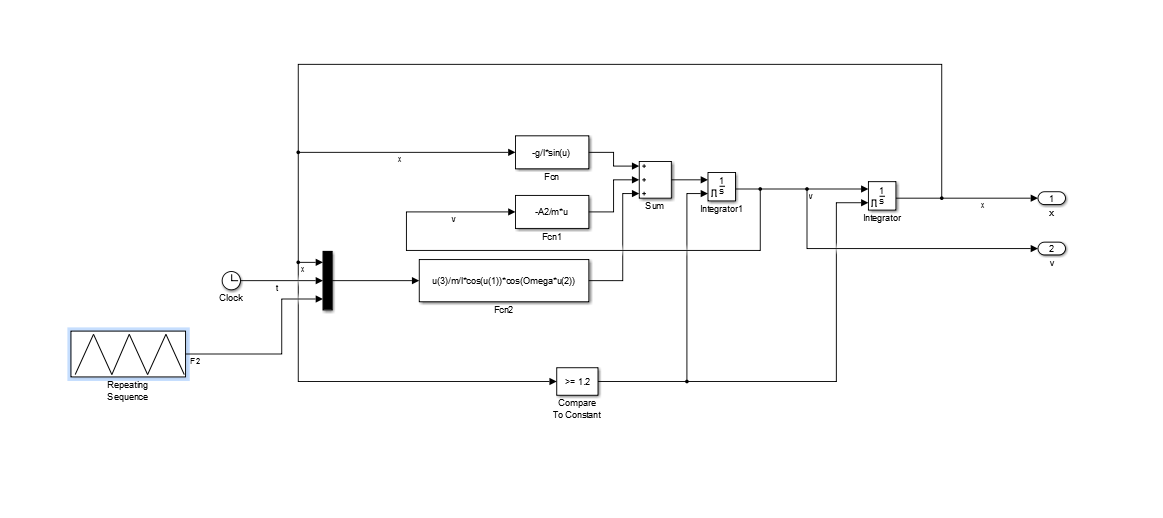 -g/l*sin(u)
x
Fcn
+
+
+
Sum
1
s
Integrator1
-A2/m*u
v
Fcn1
v
1
s
Integrator
x
1
x
2
v
x
Clock
t
u(3)/m/l*cos(u(1))*cos(Omega*u(2))
Fcn2
F2
Repeating
Sequence
>= 1.2
Compare
To Constant